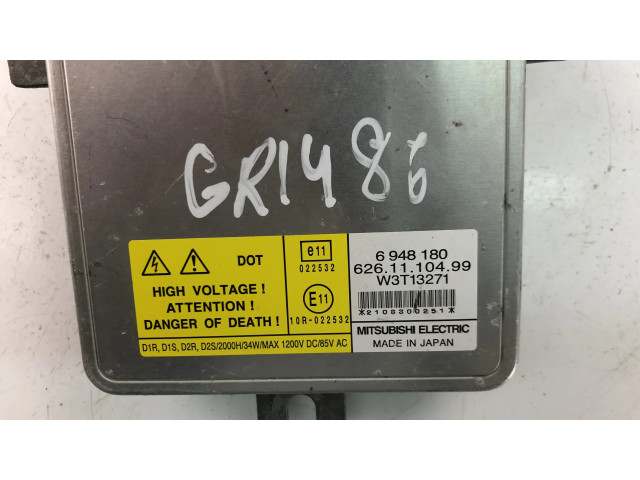 GR1486
DOT
HIGH VOLTAGE !
ATTENTION !
DANGER OF DEATH !
e11
022532
E11
10R-022532
D1R, D1S, D2R, D2S/2000H/34W/MAX 1200V DC/85V AC
6 948 180
626.11.104.99
W3T13271
*2108300251*
MITSUBISHI ELECTRIC
MADE IN JAPAN